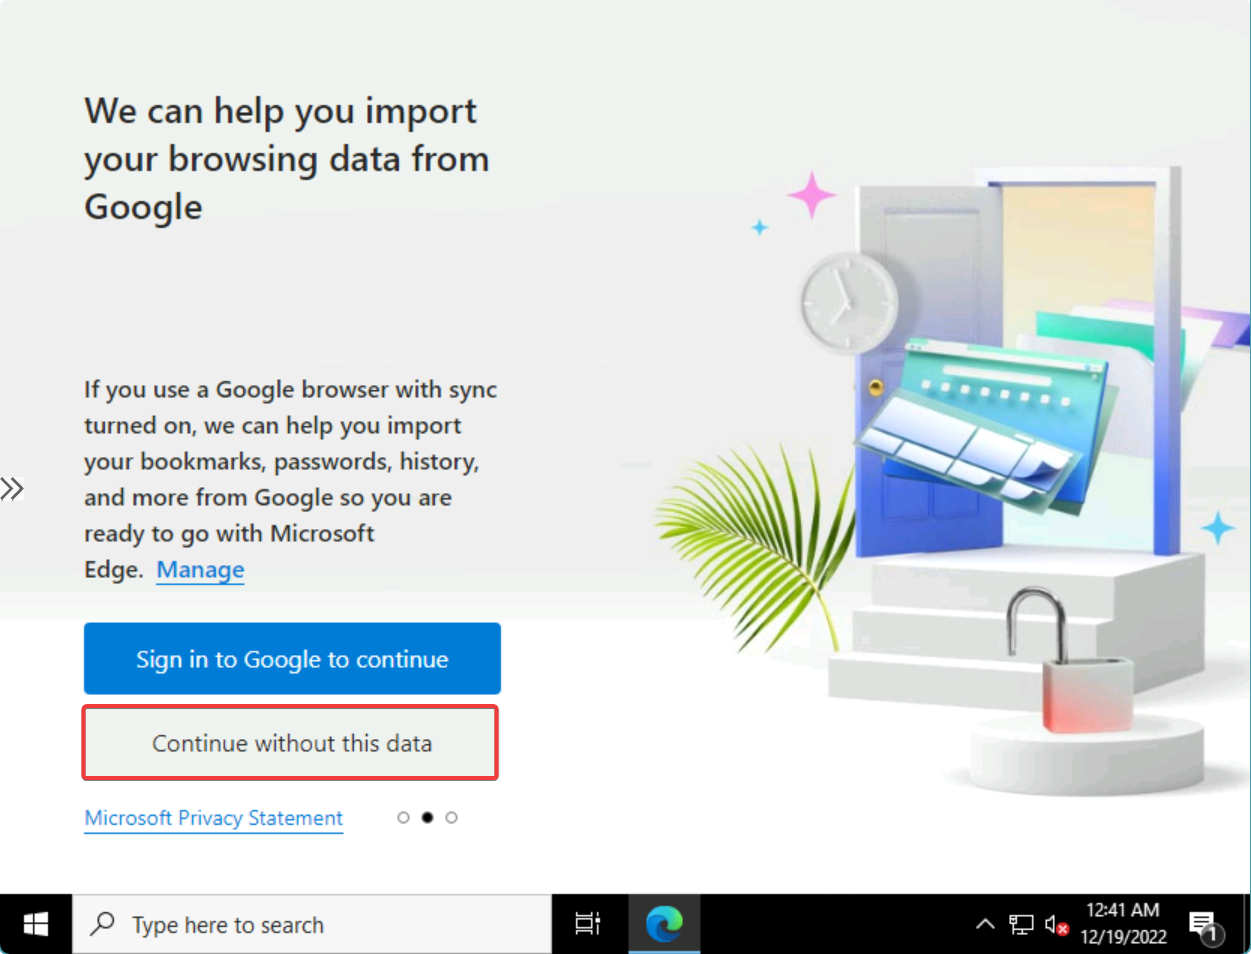 We can help you import
your browsing data from
Google
If you use a Google browser with sync
turned on, we can help you import
your bookmarks, passwords, history,
and more from Google so you are
ready to go with Microsoft
Edge. Manage
Sign in to Google to continue
Continue without this data
Microsoft Privacy Statement
Type here to search
12:41 AM
12/19/2022
1